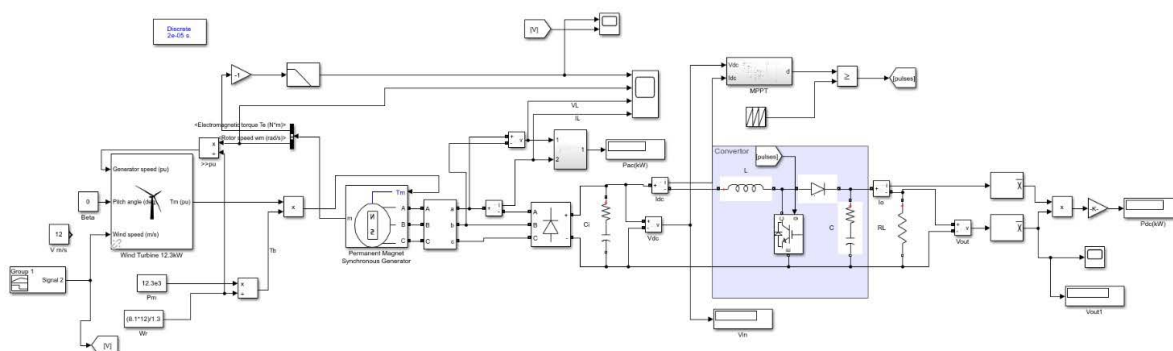 Discrete
2e-05 s.
[V]
-1
<Electromagnetic torque Te (N*m)>
<Rotor speed wm (rad/s)>
>>pu
Generator speed (pu)
Pitch angle (deg)
Wind speed (m/s)
Tm (pu)
Wind Turbine 12.3kW
0
Beta
12
V m/s
Group 1
Signal 2
[V]
12.3e3
Pm
(8.1*12)/1.3
Wr
Tb
x
Tm
m
N
S
A
B
C
Permanent Magnet
Synchronous Generator
A
B
C
a
b
c
VL
IL
1
2
1
Pac(kW)
A
B
C
+
-
Ci
Idc
Vdc
Vdc
Idc
d
MPPT
≥
[pulses]
Convertor
[pulses]
L
C
Vin
Io
RL
Vout
x
-K-
Pdc(kW)
Vout1